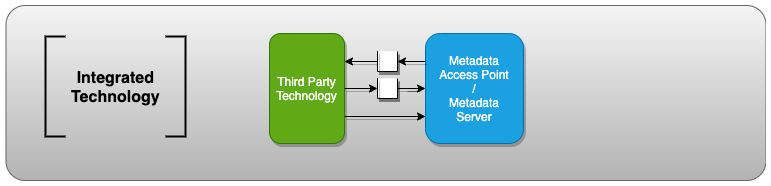 Integrated
Technology
Third Party
Technology
Metadata
Access Point
/
Metadata
Server